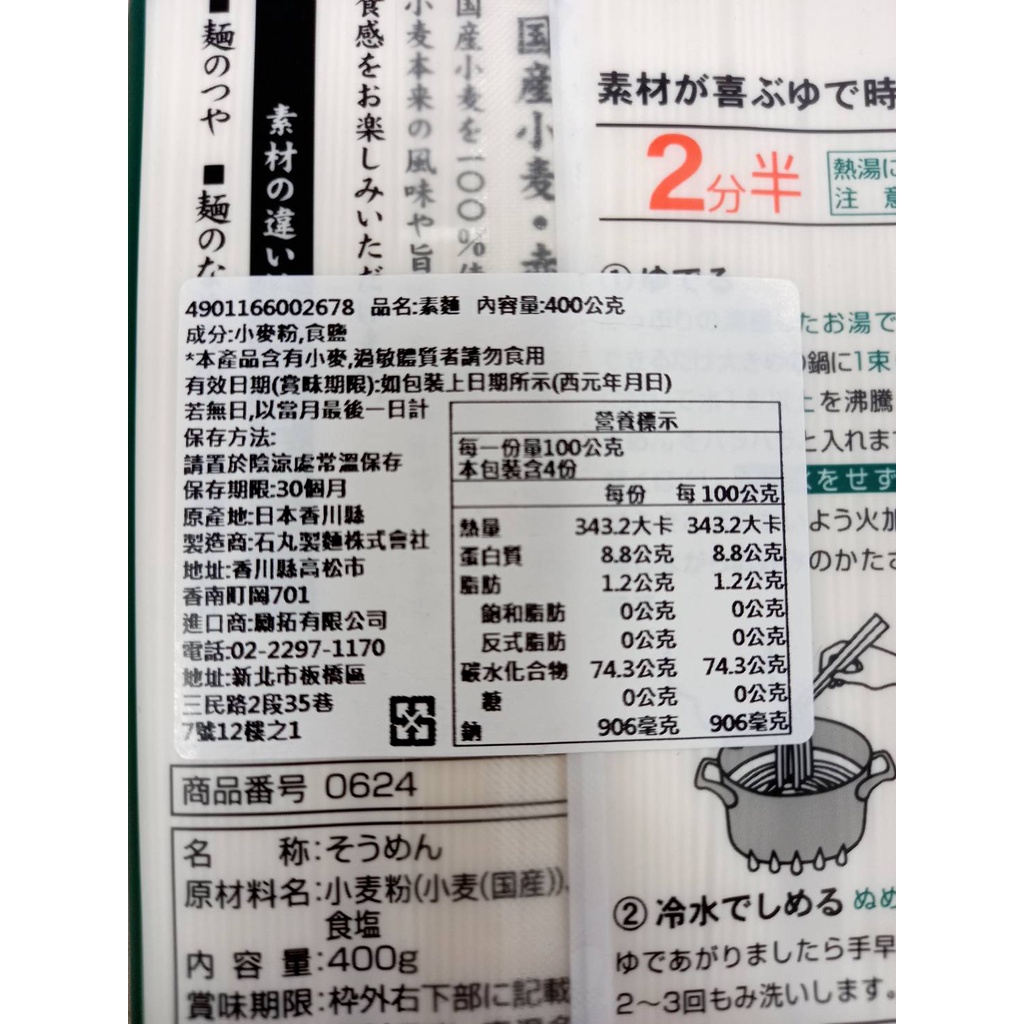 ■麺のつや ■麺のな
素材の違い
食感をお楽しみいただ
小麦本来の風味や旨
国産小麦を一〇〇%使
国産小麦・
素材が喜ぶゆで時
2分半
熱湯に
注 意
①ゆでる
たお湯で
鍋に1束
を沸騰
と入れま
をせず
よう火加
のかたさ
4901166002678 品名:素麵 內容量:400公克
成分:小麥粉,食鹽
*本產品含有小麥,過敏體質者請勿食用
有效日期(賞味期限):如包裝上日期所示(西元年月日)
若無日,以當月最後一日計
保存方法:
請置於陰涼處常溫保存
保存期限:30個月
原產地:日本香川縣
製造商:石丸製麵株式會社
地址:香川縣高松市
香南町岡701
進口商:勵拓有限公司
電話:02-2297-1170
地址:新北市板橋區
三民路2段35巷
7號12樓之1
營養標示
每一份量100公克
本包裝含4份
每份 每100公克
熱量 343.2大卡 343.2大卡
蛋白質 8.8公克 8.8公克
脂肪 1.2公克 1.2公克
飽和脂肪 0公克 0公克
反式脂肪 0公克 0公克
碳水化合物 74.3公克 74.3公克
糖 0公克 0公克
鈉 906毫克 906毫克
商品番号 0624
名 称:そうめん
原材料名:小麦粉(小麦(国産))、
食塩
内 容 量:400g
賞味期限:枠外右下部に記載
②冷水でしめる ぬめ
ゆであがりましたら手早
2～3回もみ洗いします。